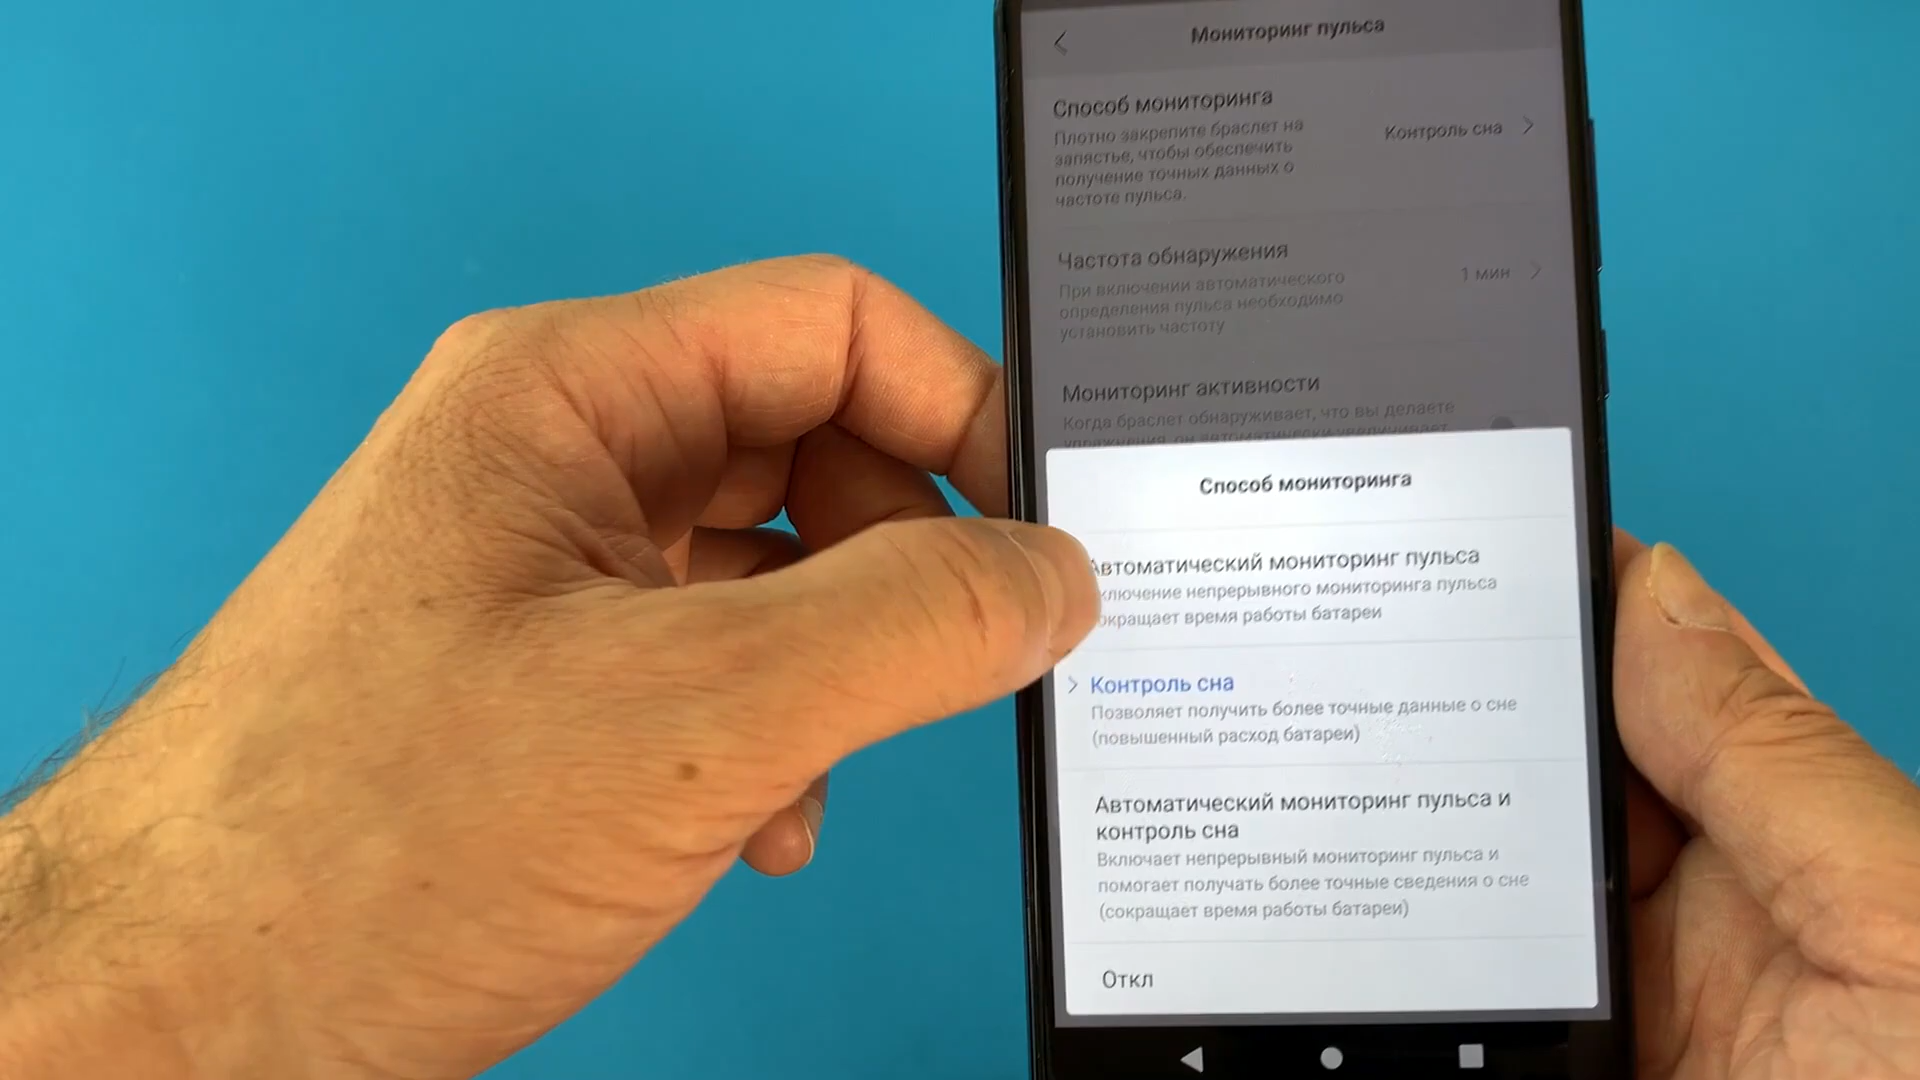 Мониторинг пульса
Способ мониторинга
Плотно закрепите браслет на
запястье, чтобы обеспечить
получение точных данных о
частоте пульса.
Контроль сна
Частота обнаружения
При включении автоматического
определения пульса необходимо
установить частоту
1 мин
Мониторинг активности
Когда браслет обнаруживает, что вы делаете
упражнения, он автоматически увеличивает
Способ мониторинга
Автоматический мониторинг пульса
ключение непрерывного мониторинга пульса
окращает время работы батареи
Контроль сна
Позволяет получить более точные данные о сне
(повышенный расход батареи)
Автоматический мониторинг пульса и
контроль сна
Включает непрерывный мониторинг пульса и
помогает получать более точные сведения о сне
(сокращает время работы батареи)
Откл